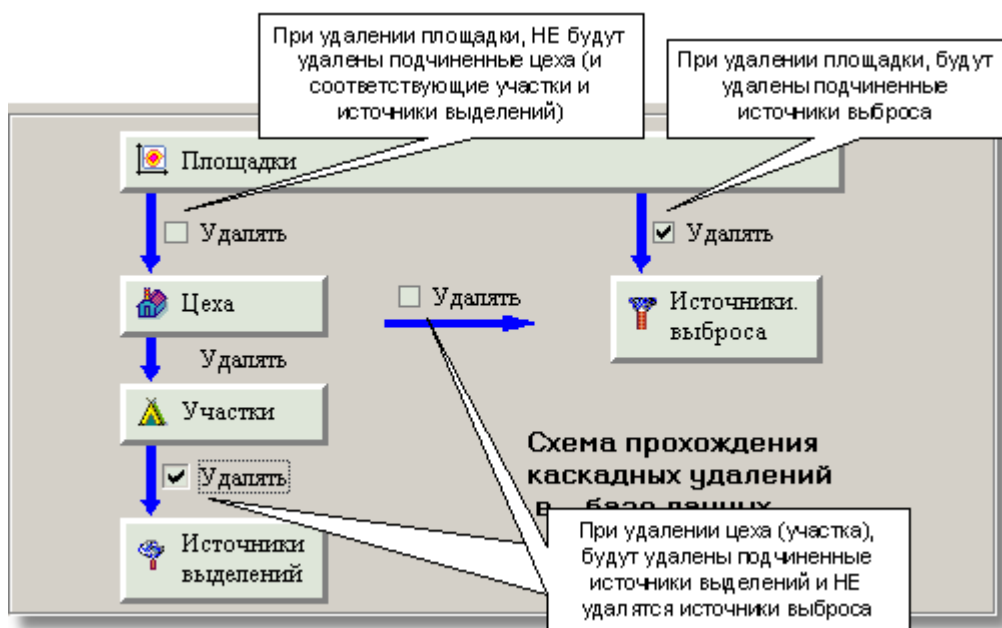 При удалении площадки, НЕ будут
удалены подчиненные цеха (и
соответствующие участки и
источники выделений)
При удалении площадки, будут
удалены подчиненные
источники выброса
Площадки
Удалять
Удалять
Цеха
Удалять
Источники.
выброса
Удалять
Участки
Схема прохождения
каскадных удалений
в базе данных
Удалять
Источники
выделений
При удалении цеха (участка),
будут удалены подчиненные
источники выделений и НЕ
удалятся источники выброса